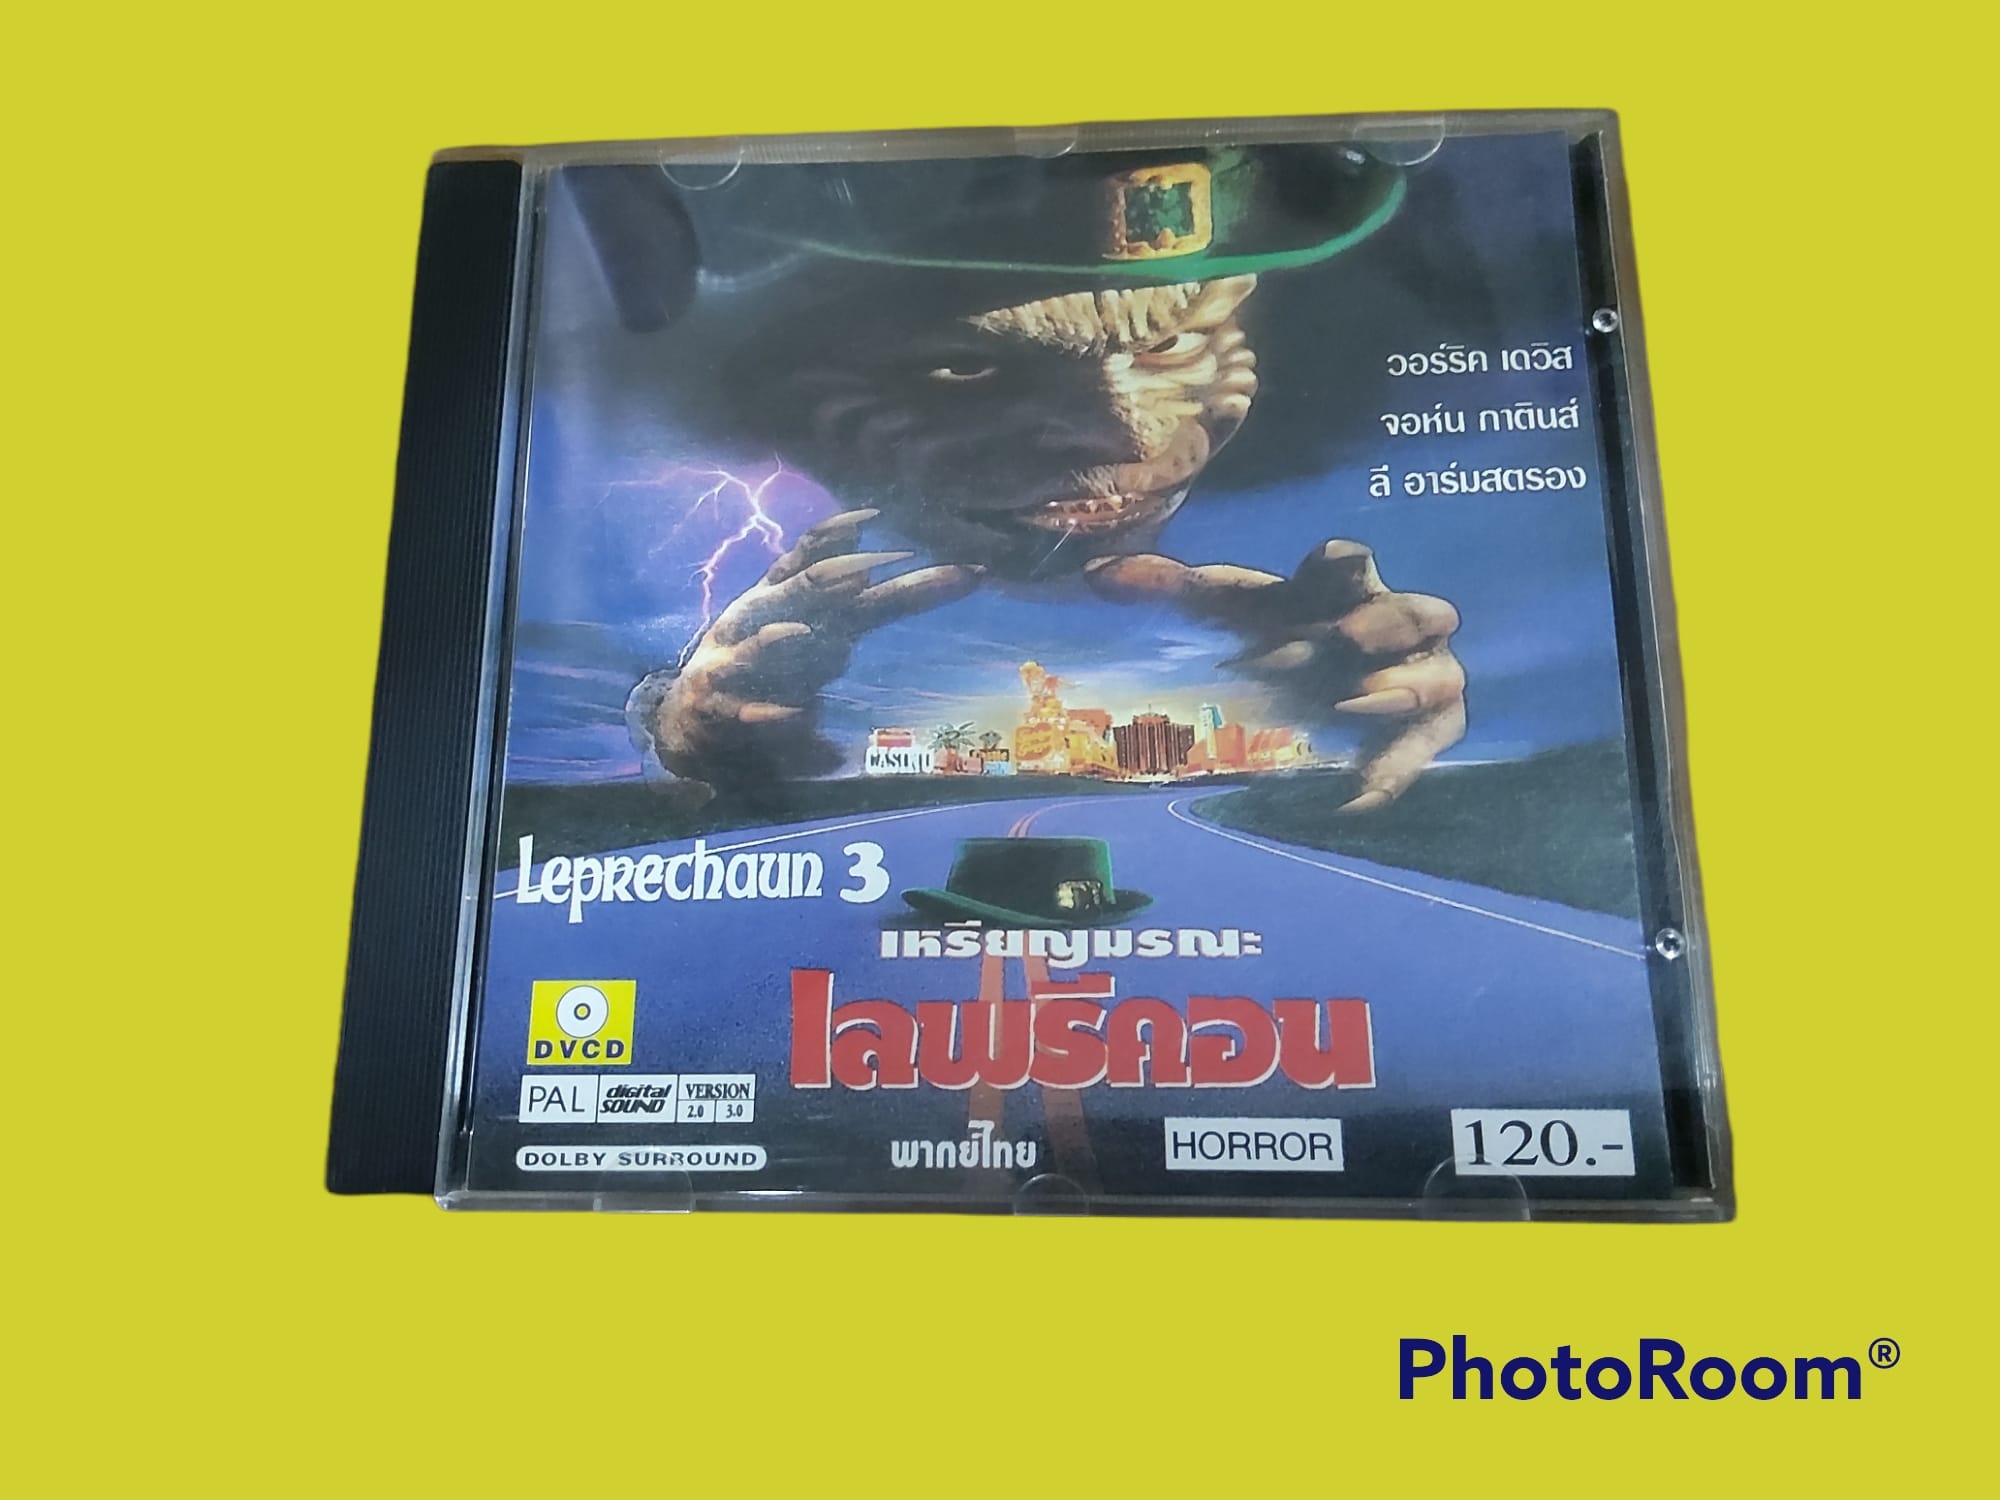 วอร์ริค เดวิส
จอห์น กาตินส์
ลี อาร์มสตรอง
CASINO
Leprechaun 3
เหรียญมรณะ
ไลพรีคอน
DVCD
PAL digital SOUND VERSION 2.0 3.0
DOLBY SURROUND
พากย์ไทย
HORROR
120.-
PhotoRoom®